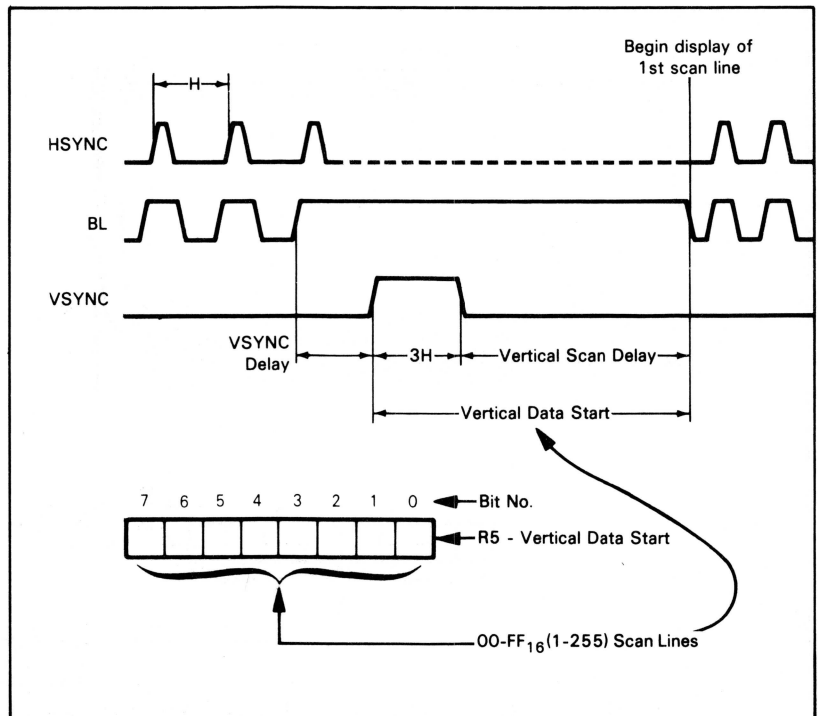 Begin display of
1st scan line
H
HSYNC
BL
VSYNC
VSYNC
Delay
3H
Vertical Scan Delay
Vertical Data Start
7 6 5 4 3 2 1 0
Bit No.
R5 - Vertical Data Start
00-FF₁₆(1-255) Scan Lines